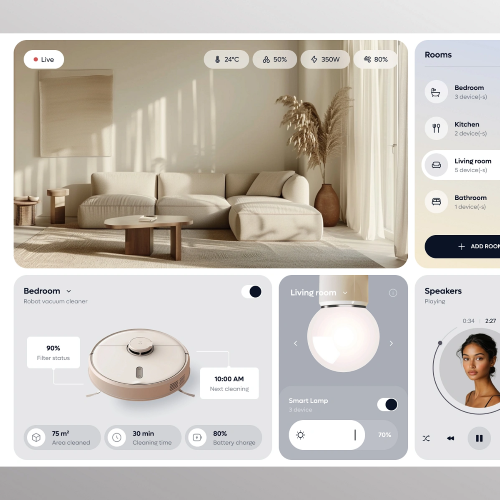 Live
24°C
50%
350W
80%
Rooms
Bedroom
3 device(-s)
Kitchen
2 device(-s)
Living room
5 device(-s)
Bathroom
1 device(-s)
ADD ROOM
Bedroom
Robot vacuum cleaner
90%
Filter status
10:00 AM
Next cleaning
75 m²
Area cleaned
30 min
Cleaning time
80%
Battery charge
Living room
Smart Lamp
3 device
70%
Speakers
Playing
0:34
2:27